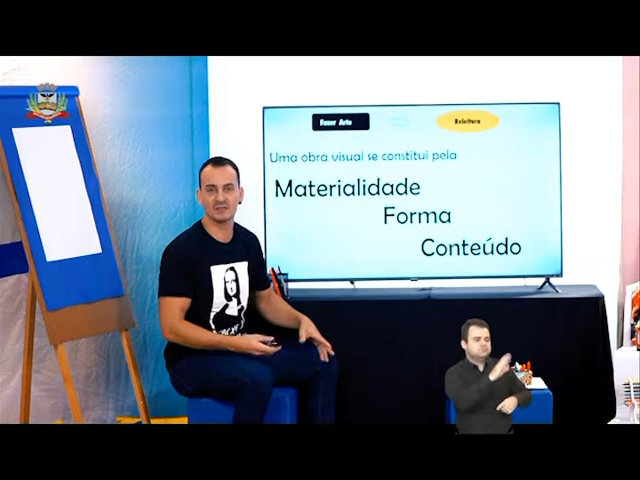 Fazer Arte
Releitura
Uma obra visual se constitui pela
Materialidade
Forma
Conteúdo